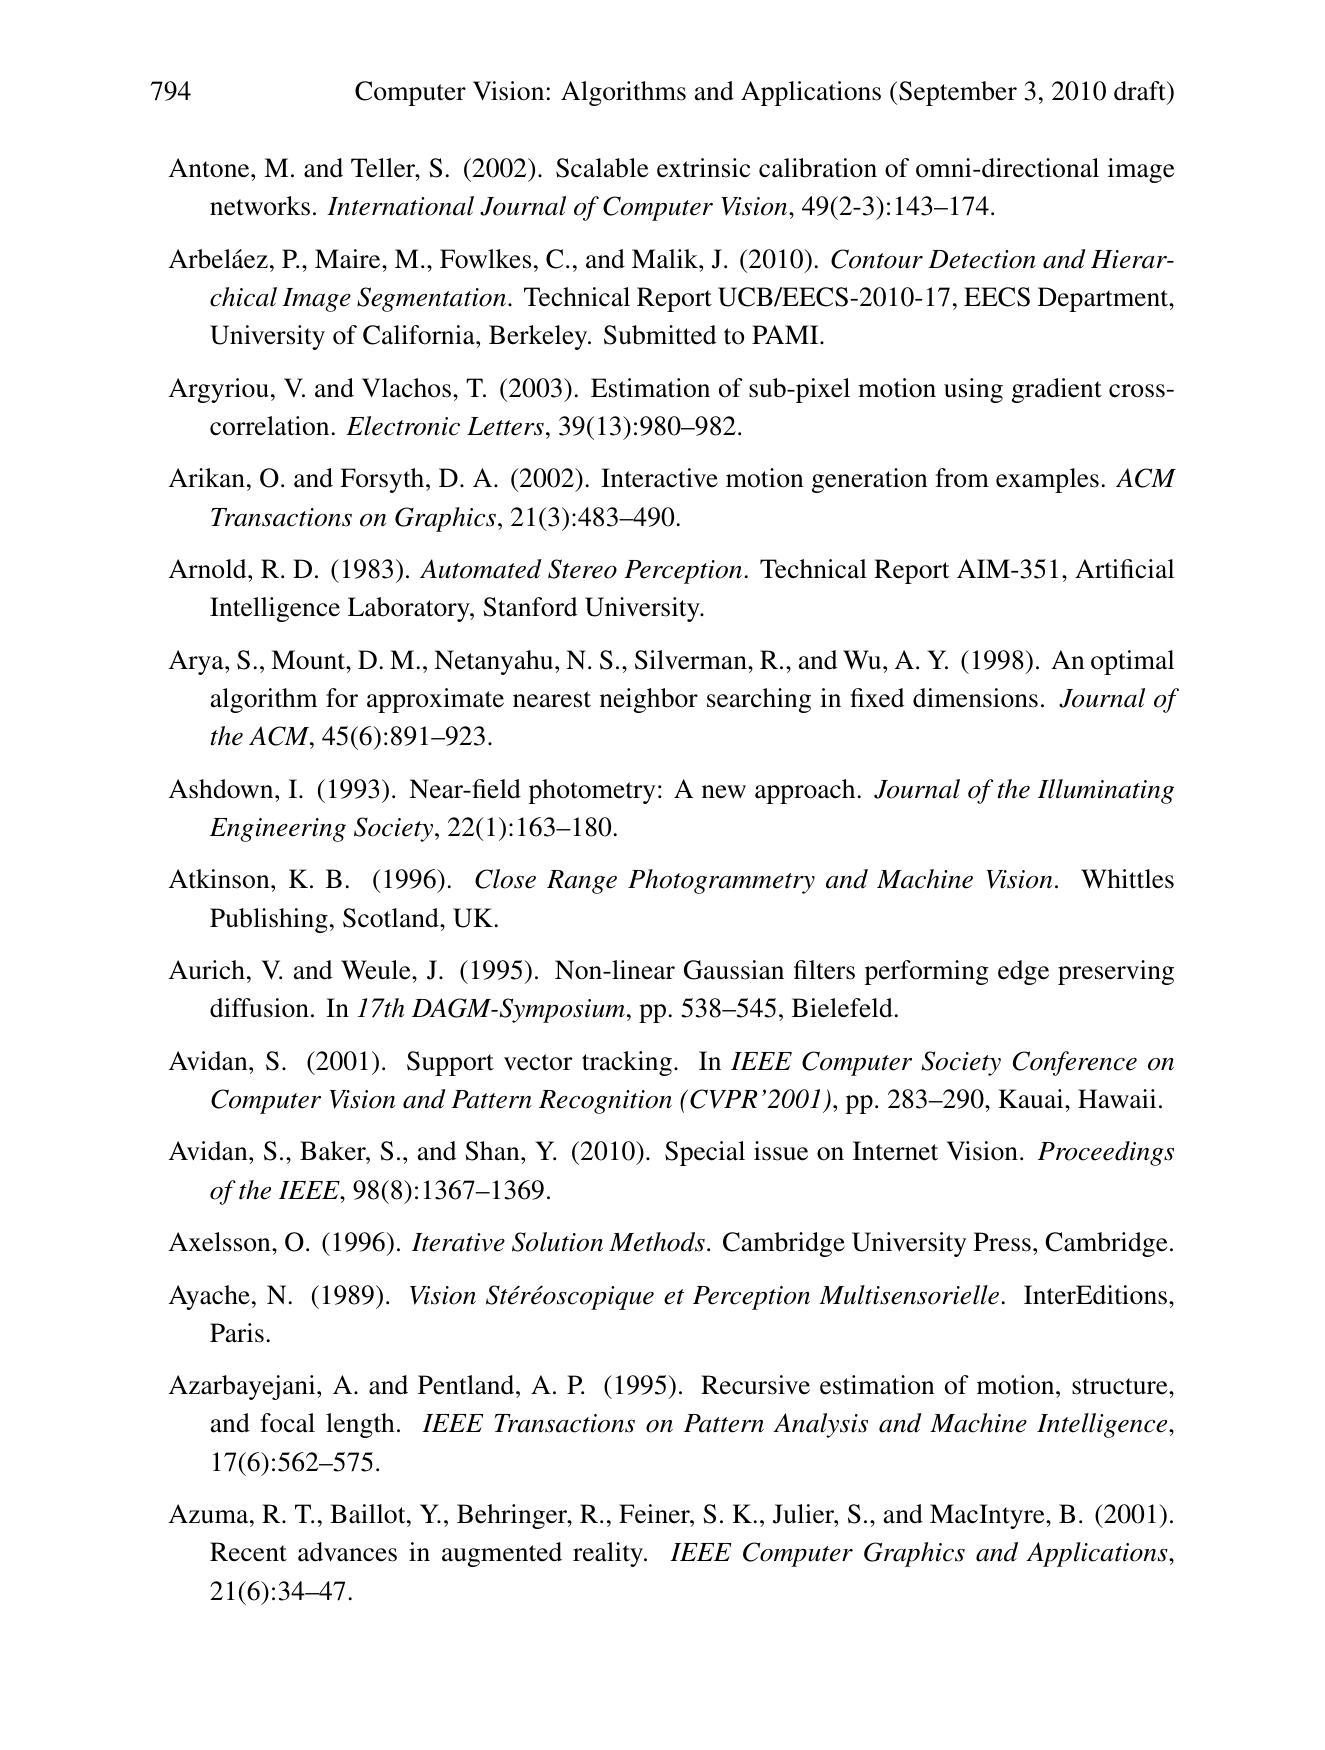 794 Computer Vision: Algorithms and Applications (September 3, 2010 draft)
Antone, M. and Teller, S. (2002). Scalable extrinsic calibration of omni-directional image
networks. International Journal of Computer Vision, 49(2-3):143–174.
Arbeláez, P., Maire, M., Fowlkes, C., and Malik, J. (2010). Contour Detection and Hierar-
chical Image Segmentation. Technical Report UCB/EECS-2010-17, EECS Department,
University of California, Berkeley. Submitted to PAMI.
Argyriou, V. and Vlachos, T. (2003). Estimation of sub-pixel motion using gradient cross-
correlation. Electronic Letters, 39(13):980–982.
Arikan, O. and Forsyth, D. A. (2002). Interactive motion generation from examples. ACM
Transactions on Graphics, 21(3):483–490.
Arnold, R. D. (1983). Automated Stereo Perception. Technical Report AIM-351, Artificial
Intelligence Laboratory, Stanford University.
Arya, S., Mount, D. M., Netanyahu, N. S., Silverman, R., and Wu, A. Y. (1998). An optimal
algorithm for approximate nearest neighbor searching in fixed dimensions. Journal of
the ACM, 45(6):891–923.
Ashdown, I. (1993). Near-field photometry: A new approach. Journal of the Illuminating
Engineering Society, 22(1):163–180.
Atkinson, K. B. (1996). Close Range Photogrammetry and Machine Vision. Whittles
Publishing, Scotland, UK.
Aurich, V. and Weule, J. (1995). Non-linear Gaussian filters performing edge preserving
diffusion. In 17th DAGM-Symposium, pp. 538–545, Bielefeld.
Avidan, S. (2001). Support vector tracking. In IEEE Computer Society Conference on
Computer Vision and Pattern Recognition (CVPR’2001), pp. 283–290, Kauai, Hawaii.
Avidan, S., Baker, S., and Shan, Y. (2010). Special issue on Internet Vision. Proceedings
of the IEEE, 98(8):1367–1369.
Axelsson, O. (1996). Iterative Solution Methods. Cambridge University Press, Cambridge.
Ayache, N. (1989). Vision Stéréoscopique et Perception Multisensorielle. InterEditions,
Paris.
Azarbayejani, A. and Pentland, A. P. (1995). Recursive estimation of motion, structure,
and focal length. IEEE Transactions on Pattern Analysis and Machine Intelligence,
17(6):562–575.
Azuma, R. T., Baillot, Y., Behringer, R., Feiner, S. K., Julier, S., and MacIntyre, B. (2001).
Recent advances in augmented reality. IEEE Computer Graphics and Applications,
21(6):34–47.